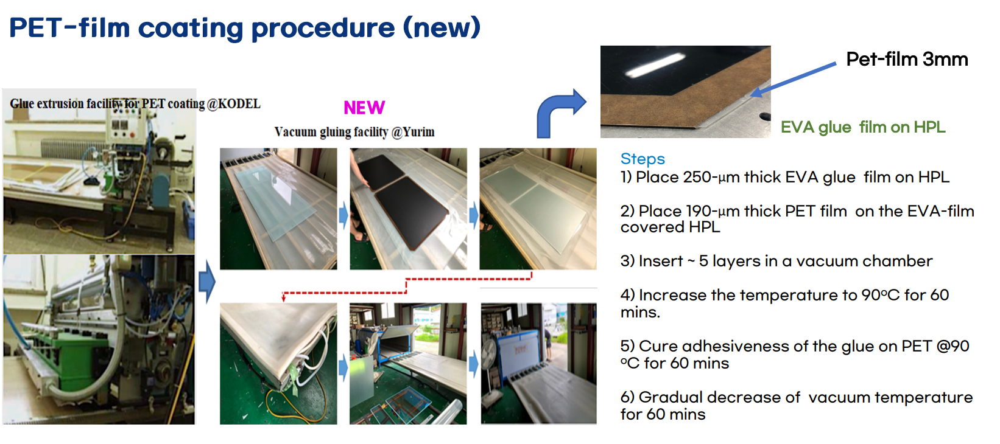 PET-film coating procedure (new)
Pet-film 3mm
Glue extrusion facility for PET coating @KODEL
NEW
Vacuum gluing facility @Yurim
EVA glue  film on HPL
Steps
1) Place 250-μm thick EVA glue  film on HPL
2) Place 190-μm thick PET film  on the EVA-film
covered HPL
3) Insert ~ 5 layers in a vacuum chamber
4) Increase the temperature to 90ºC for 60
mins.
5) Cure adhesiveness of the glue on PET @90
ºC for 60 mins
6) Gradual decrease of  vacuum temperature
for 60 mins